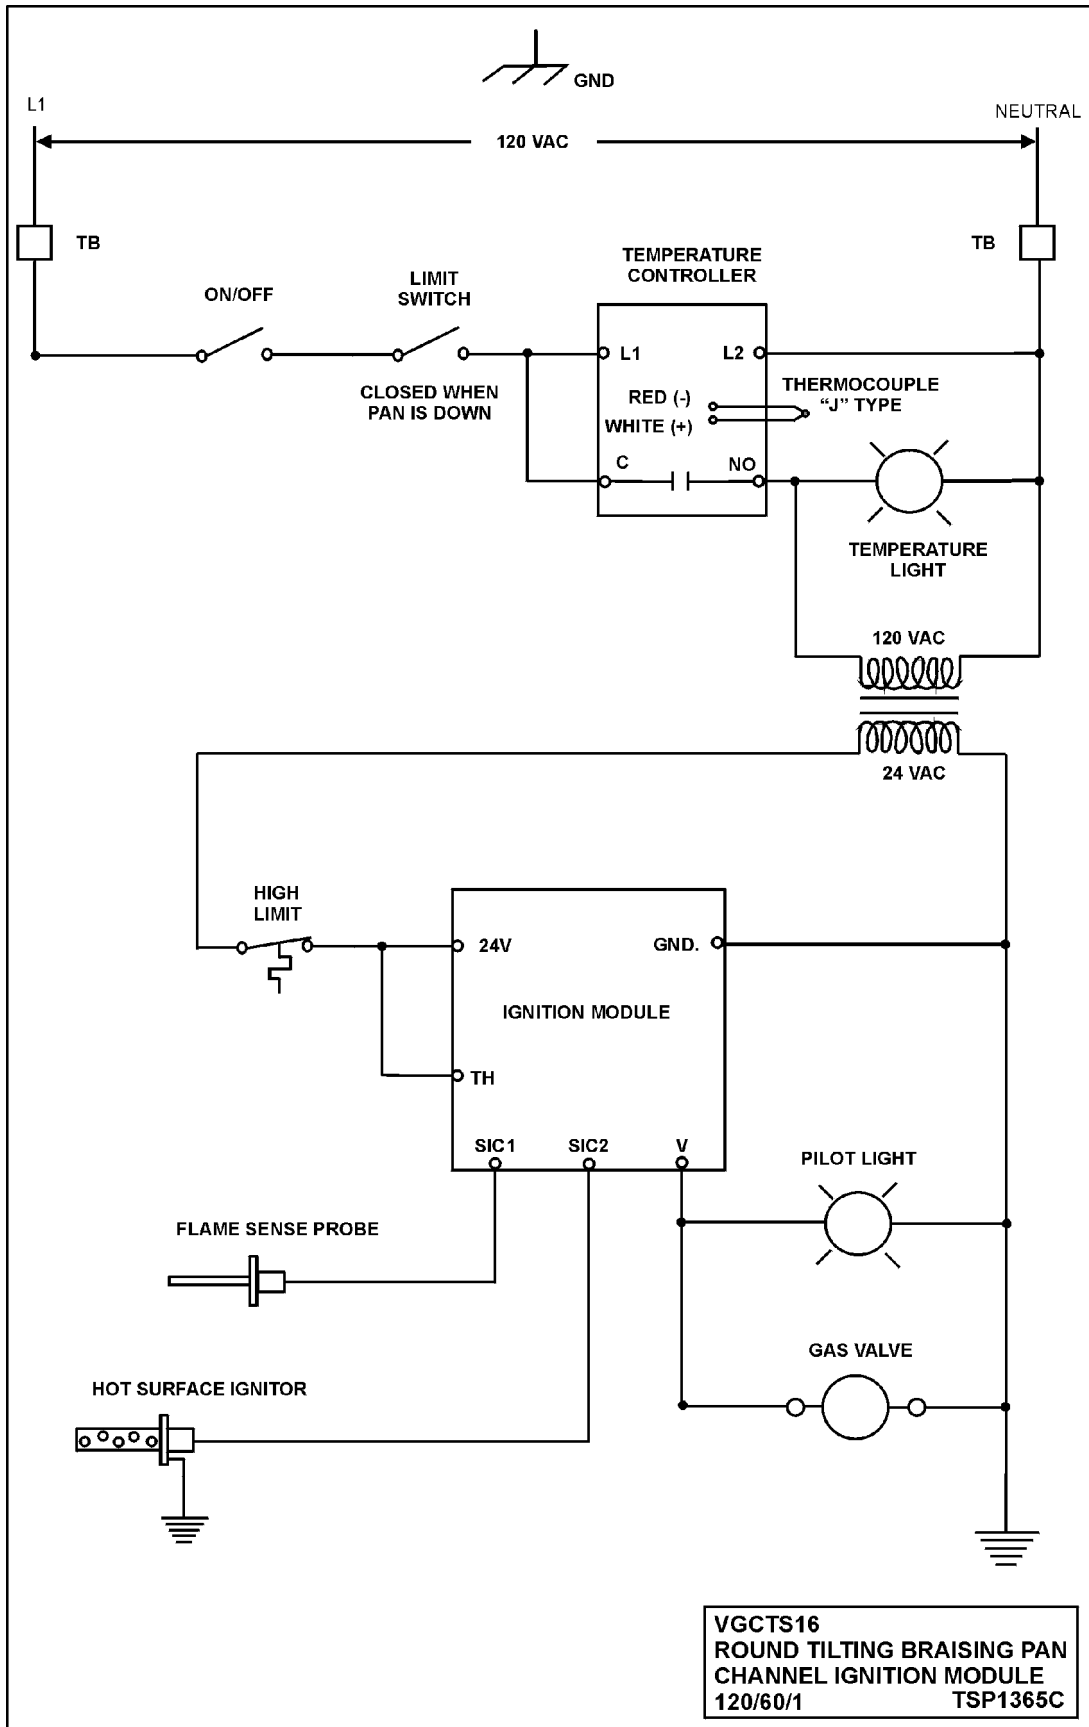 GND
L1
NEUTRAL
120 VAC
TB
TB
TEMPERATURE
CONTROLLER
ON/OFF
LIMIT
SWITCH
L1
L2
CLOSED WHEN
PAN IS DOWN
RED (-)
WHITE (+)
THERMOCOUPLE
“J” TYPE
C
NO
TEMPERATURE
LIGHT
120 VAC
24 VAC
HIGH
LIMIT
24V
GND.
IGNITION MODULE
TH
SIC1
SIC2
V
PILOT LIGHT
FLAME SENSE PROBE
GAS VALVE
HOT SURFACE IGNITOR
VGCTS16
ROUND TILTING BRAISING PAN
CHANNEL IGNITION MODULE
120/60/1 TSP1365C